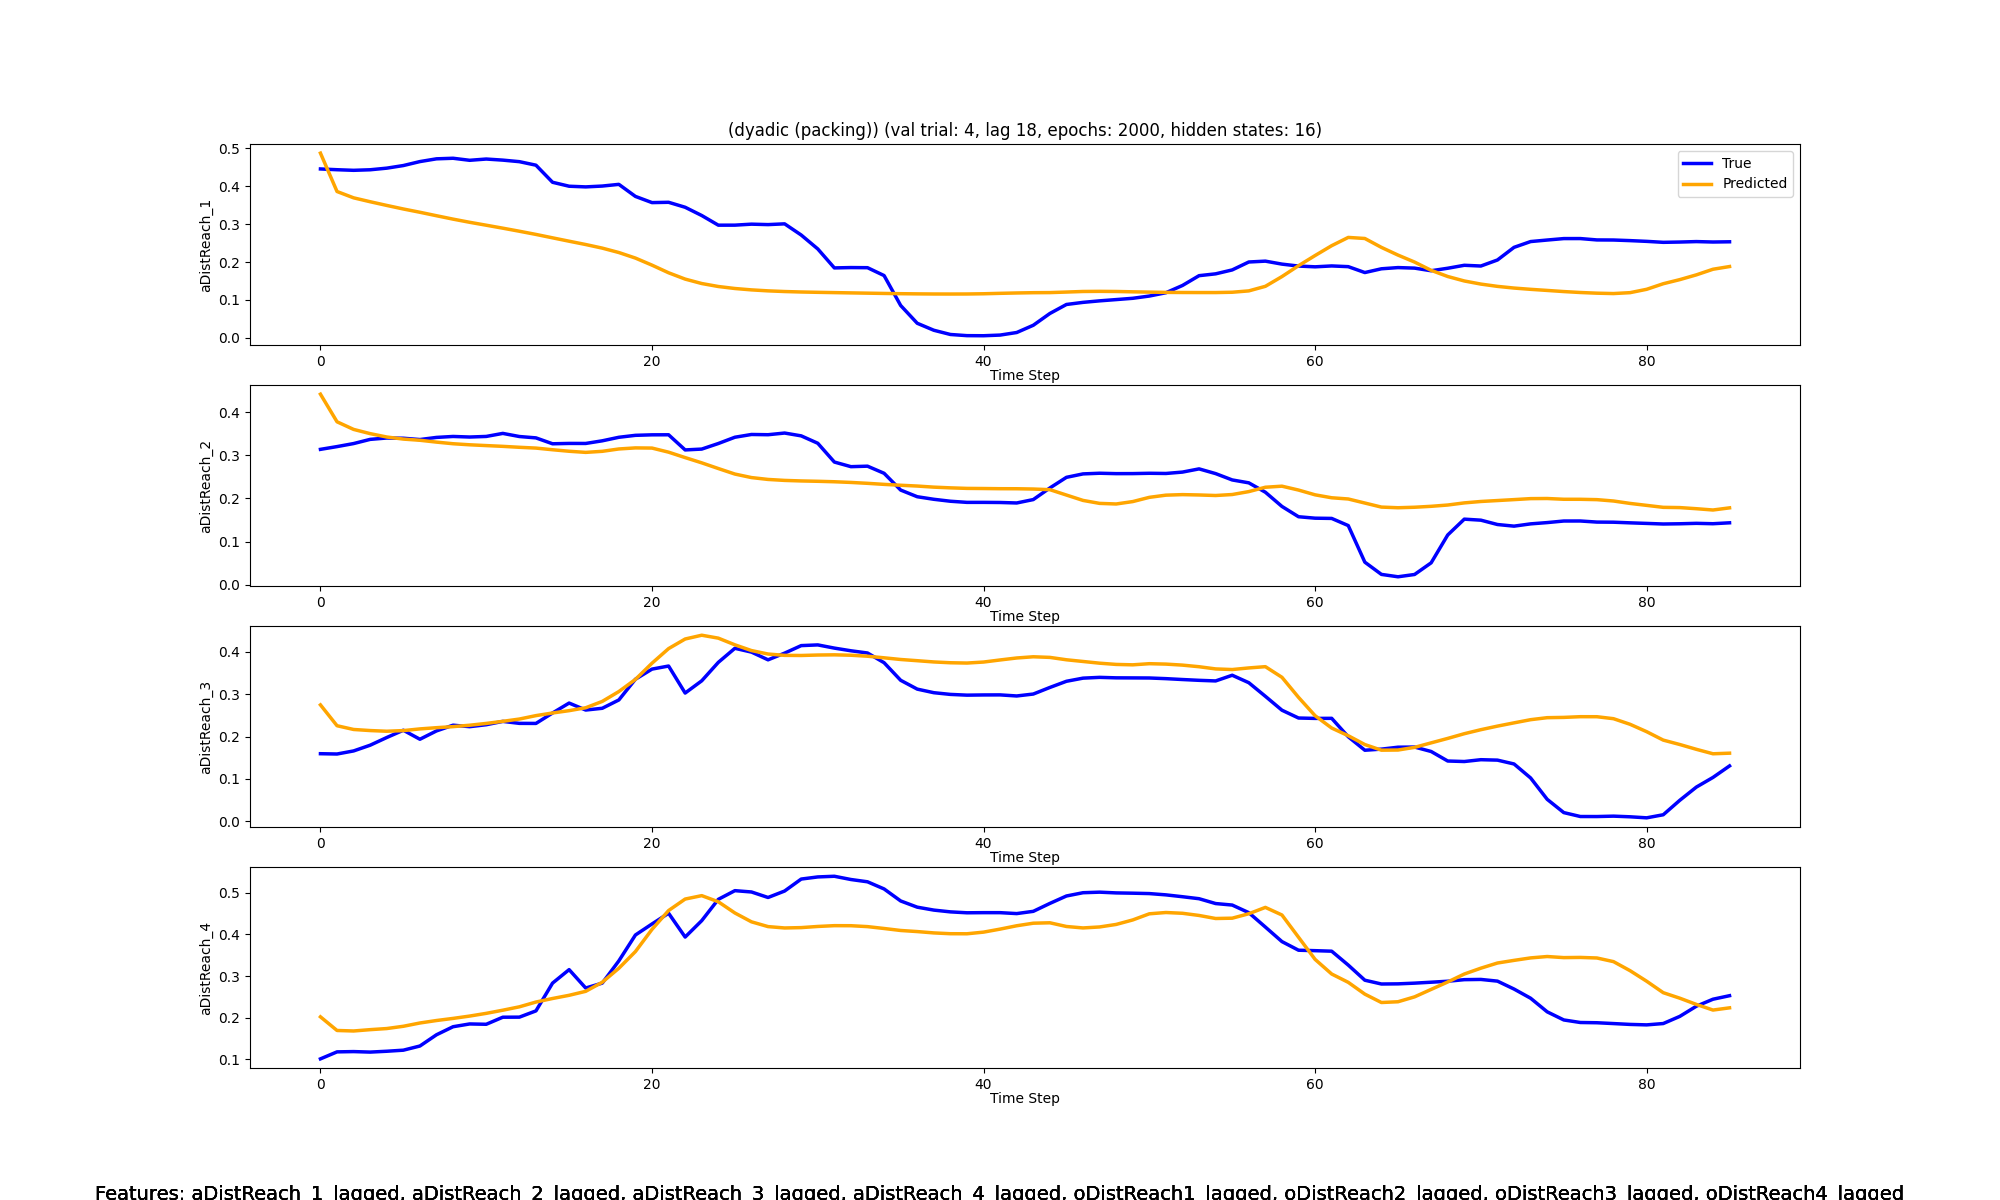 (dyadic (packing)) (val trial: 4, lag 18, epochs: 2000, hidden states: 16)
True
Predicted
aDistReach_1
0.5
0.4
0.3
0.2
0.1
0.0
0 20 40 60 80
Time Step
aDistReach_2
0.4
0.3
0.2
0.1
0.0
0 20 40 60 80
Time Step
aDistReach_3
0.4
0.3
0.2
0.1
0.0
0 20 40 60 80
Time Step
aDistReach_4
0.5
0.4
0.3
0.2
0.1
0 20 40 60 80
Time Step
Features: aDistReach_1_lagged, aDistReach_2_lagged, aDistReach_3_lagged, aDistReach_4_lagged, oDistReach1_lagged, oDistReach2_lagged, oDistReach3_lagged, oDistReach4_lagged